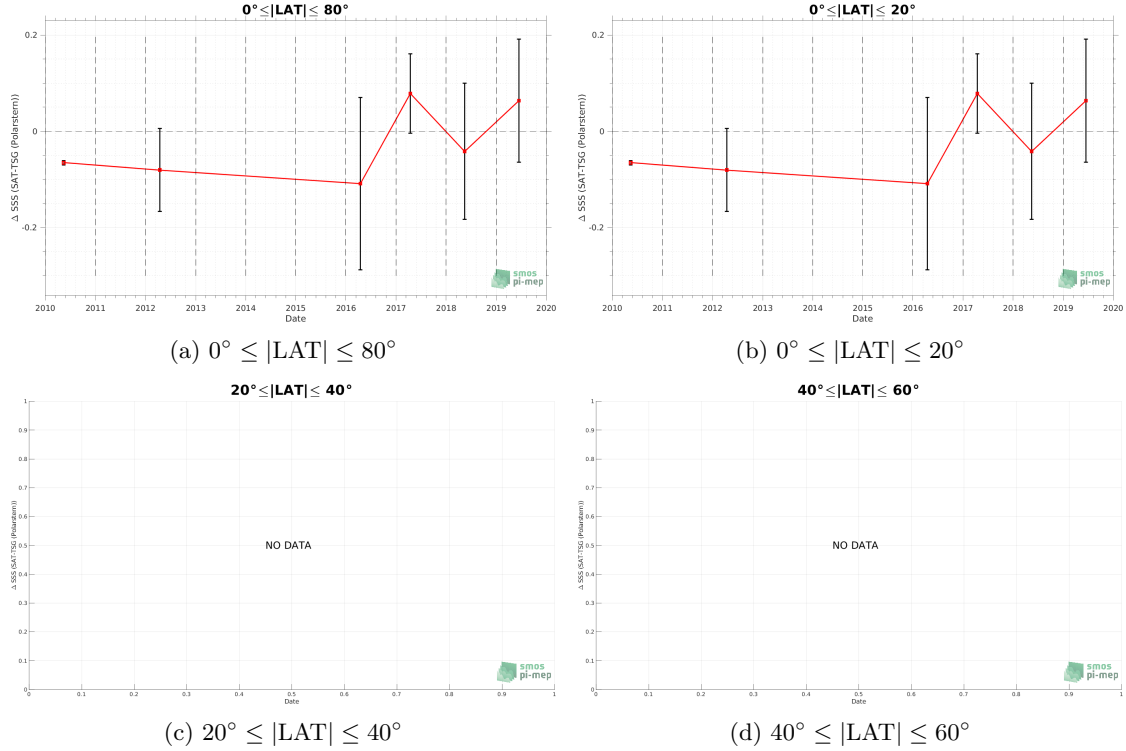 0°≤|LAT|≤ 80°
0.2
0
-0.2
Δ SSS (SAT-TSG (Polarstern))
2010 2011 2012 2013 2014 2015 2016 2017 2018 2019 2020
Date
smos
pi-mep
(a) 0° ≤ |LAT| ≤ 80°
0°≤|LAT|≤ 20°
0.2
0
-0.2
Δ SSS (SAT-TSG (Polarstern))
2010 2011 2012 2013 2014 2015 2016 2017 2018 2019 2020
Date
smos
pi-mep
(b) 0° ≤ |LAT| ≤ 20°
20°≤|LAT|≤ 40°
1
0.9
0.8
0.7
0.6
0.5
0.4
0.3
0.2
0.1
0
Δ SSS (SAT-TSG (Polarstern))
NO DATA
0 0.1 0.2 0.3 0.4 0.5 0.6 0.7 0.8 0.9 1
Date
smos
pi-mep
(c) 20° ≤ |LAT| ≤ 40°
40°≤|LAT|≤ 60°
1
0.9
0.8
0.7
0.6
0.5
0.4
0.3
0.2
0.1
0
Δ SSS (SAT-TSG (Polarstern))
NO DATA
0 0.1 0.2 0.3 0.4 0.5 0.6 0.7 0.8 0.9 1
Date
smos
pi-mep
(d) 40° ≤ |LAT| ≤ 60°